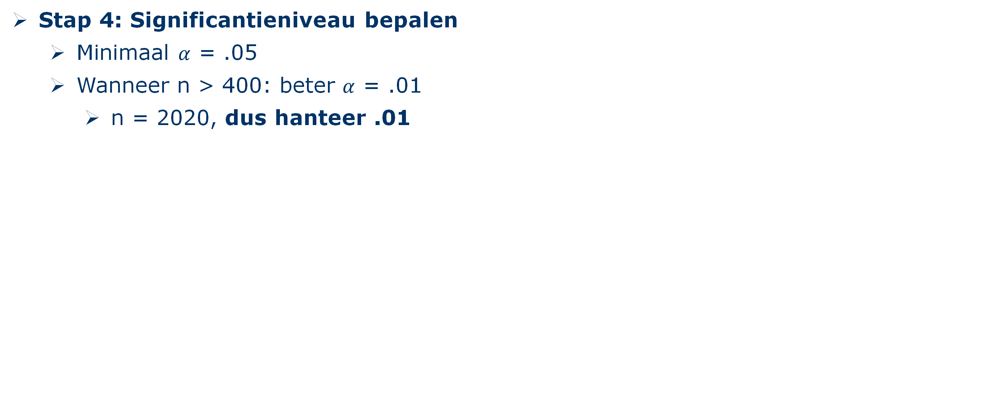 ➢ Stap 4: Significantieniveau bepalen
➢ Minimaal 𝛼 = .05
➢ Wanneer n > 400: beter 𝛼 = .01
➢ n = 2020, dus hanteer .01